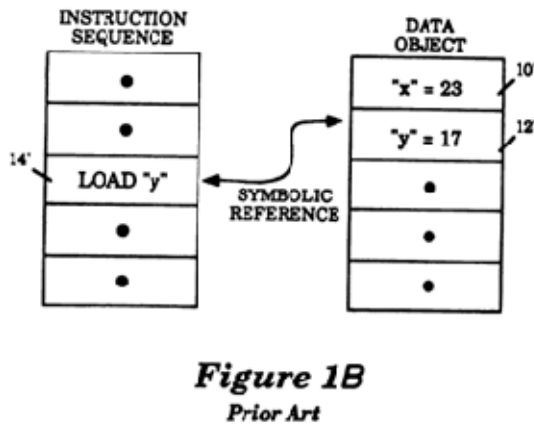 INSTRUCTION
SEQUENCE
DATA
OBJECT
10'
"x" = 23
12'
"y" = 17
14'
LOAD "y"
SYMBOLIC
REFERENCE
Figure 1B
Prior Art